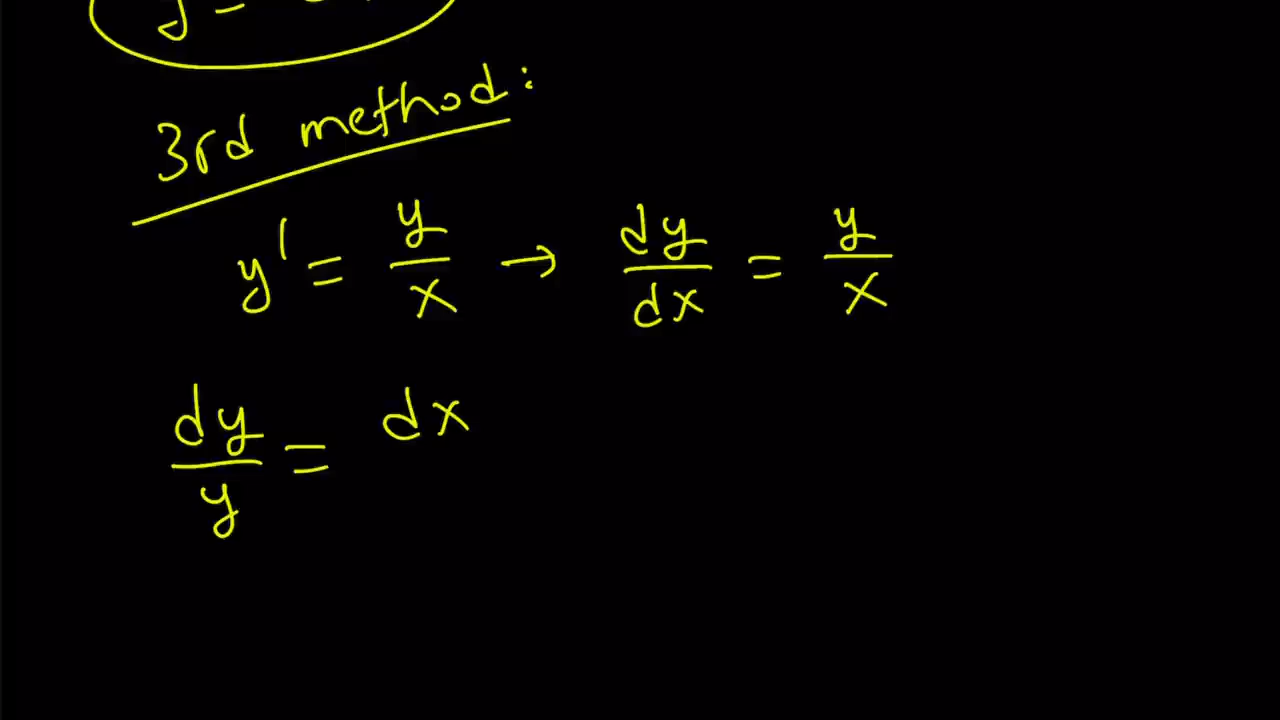 y =
3rd method:
y' = y/x → dy/dx = y/x
dy/y = dx